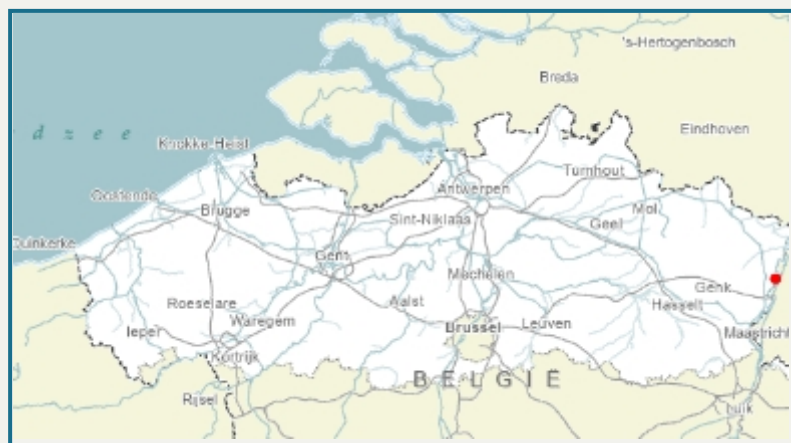 's-Hertogenbosch
Breda
Eindhoven
d z e e
Knokke-Heist
Turnhout
Antwerpen
Oostende
Mol
Brugge
Sint-Niklaas
Geel
Duinkerke
Gent
Mechelen
Genk
Roeselare
Aalst
Hasselt
Ieper
Waregem
Brussel
Leuven
Maastricht
Kortrijk
BELGIË
Rijsel
Luik